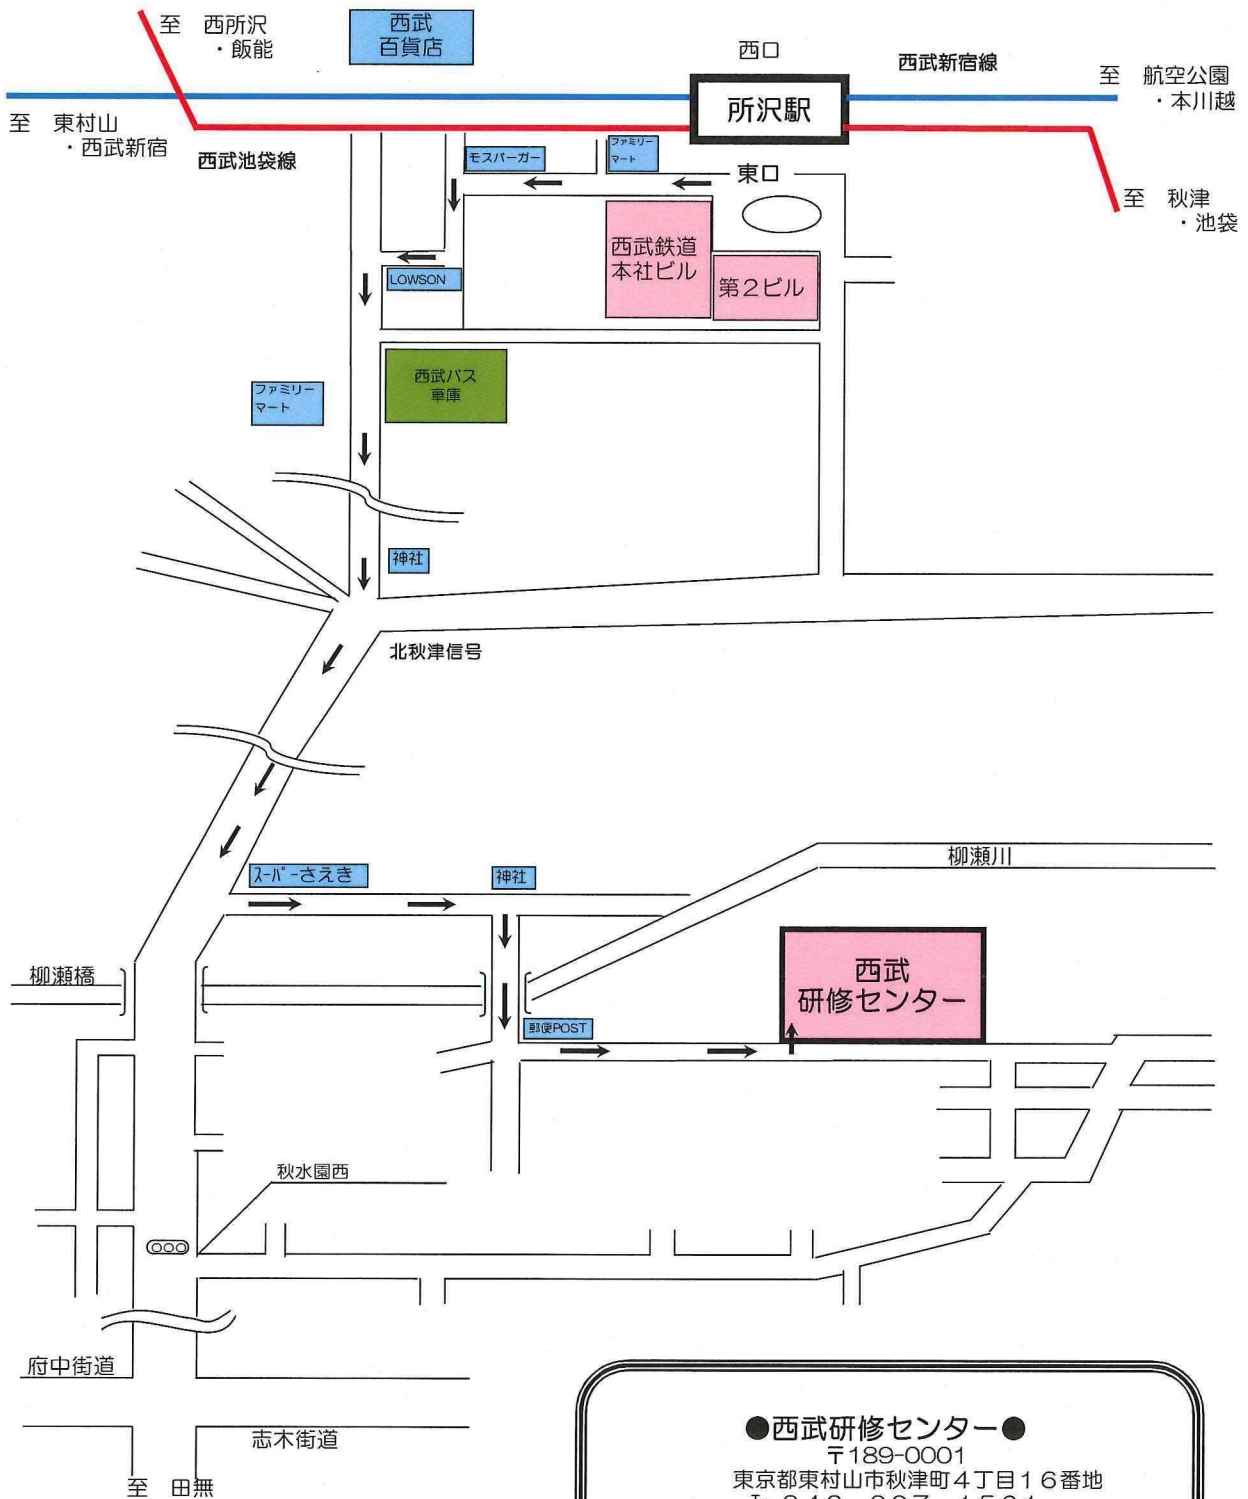 至　西所沢
・飯能
西武
百貨店
西口
西武新宿線
至　航空公園
・本川越
所沢駅
至　東村山
・西武新宿
西武池袋線
モスバーガー
ファミリー
マート
東口
至　秋津
・池袋
西武鉄道
本社ビル
第２ビル
LOWSON
西武バス
車庫
ファミリー
マート
神社
北秋津信号
スーパーさえき
神社
柳瀬川
柳瀬橋
西武
研修センター
郵便POST
秋水園西
府中街道
志木街道
至　田無
●西武研修センター●
〒189-0001
東京都東村山市秋津町４丁目１６番地